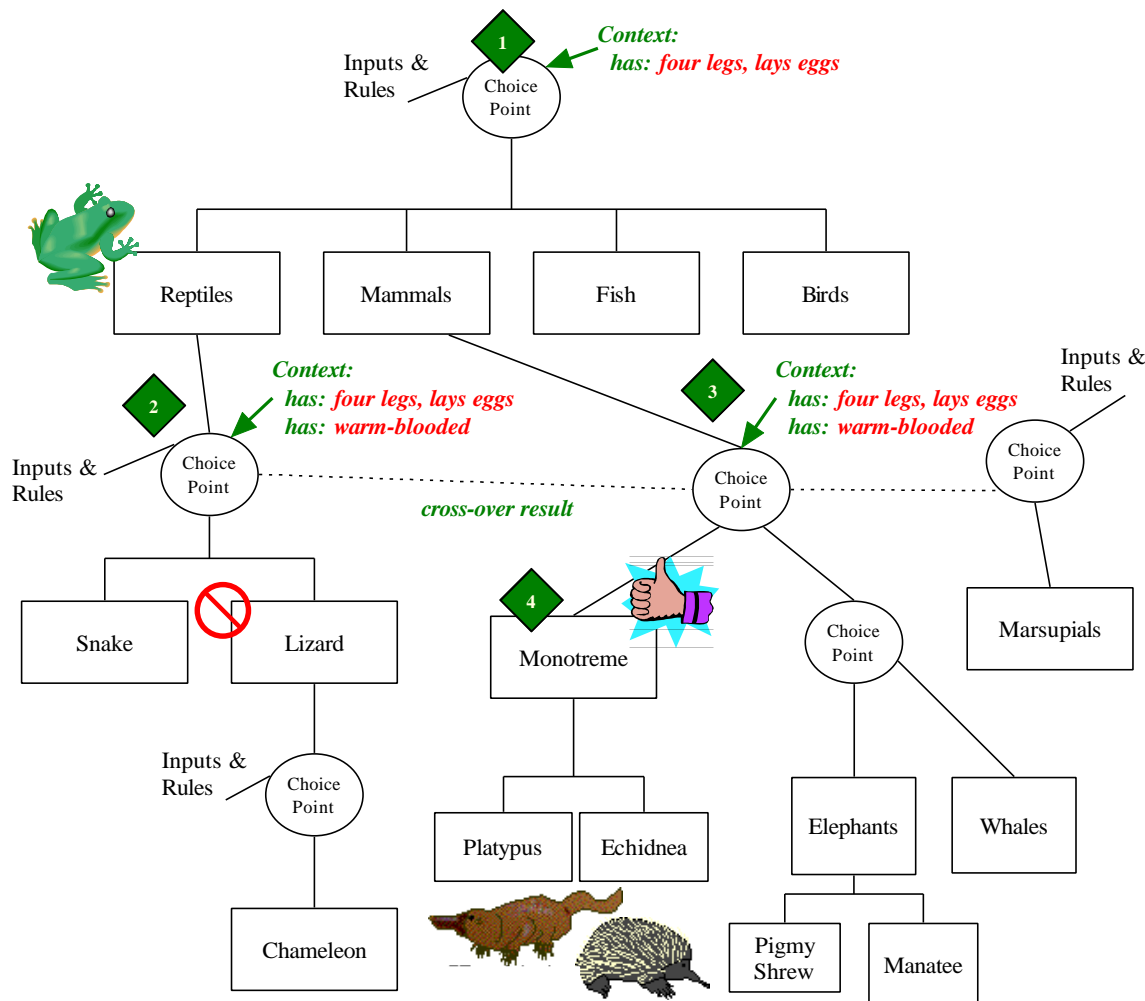 1
Context:
has: four legs, lays eggs
Inputs &
Rules
Choice
Point
Reptiles
Mammals
Fish
Birds
2
Context:
has: four legs, lays eggs
has: warm-blooded
3
Context:
has: four legs, lays eggs
has: warm-blooded
Inputs &
Rules
Inputs &
Rules
Choice
Point
cross-over result
Choice
Point
Choice
Point
Snake
Lizard
4
Monotreme
Choice
Point
Marsupials
Inputs &
Rules
Choice
Point
Platypus
Echidnea
Elephants
Whales
Chameleon
Pigmy
Shrew
Manatee